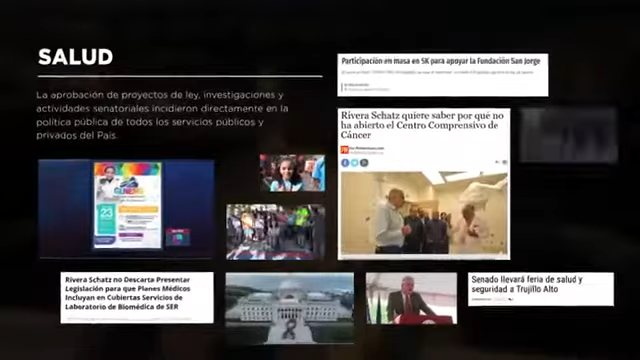 SALUD
La aprobación de proyectos de ley, investigaciones y
actividades senatoriales incidieron directamente en la
política pública de todos los servicios públicos y
privados del País.
Participación en masa en 5K para apoyar la Fundación San Jorge
Rivera Schatz quiere saber por qué no
ha abierto el Centro Comprensivo de
Cáncer
23
Rivera Schatz no Descarta Presentar
Legislación para que Planes Médicos
Incluyan en Cubiertas Servicios de
Laboratorio de Biomédica de SER
Senado llevará feria de salud y
seguridad a Trujillo Alto